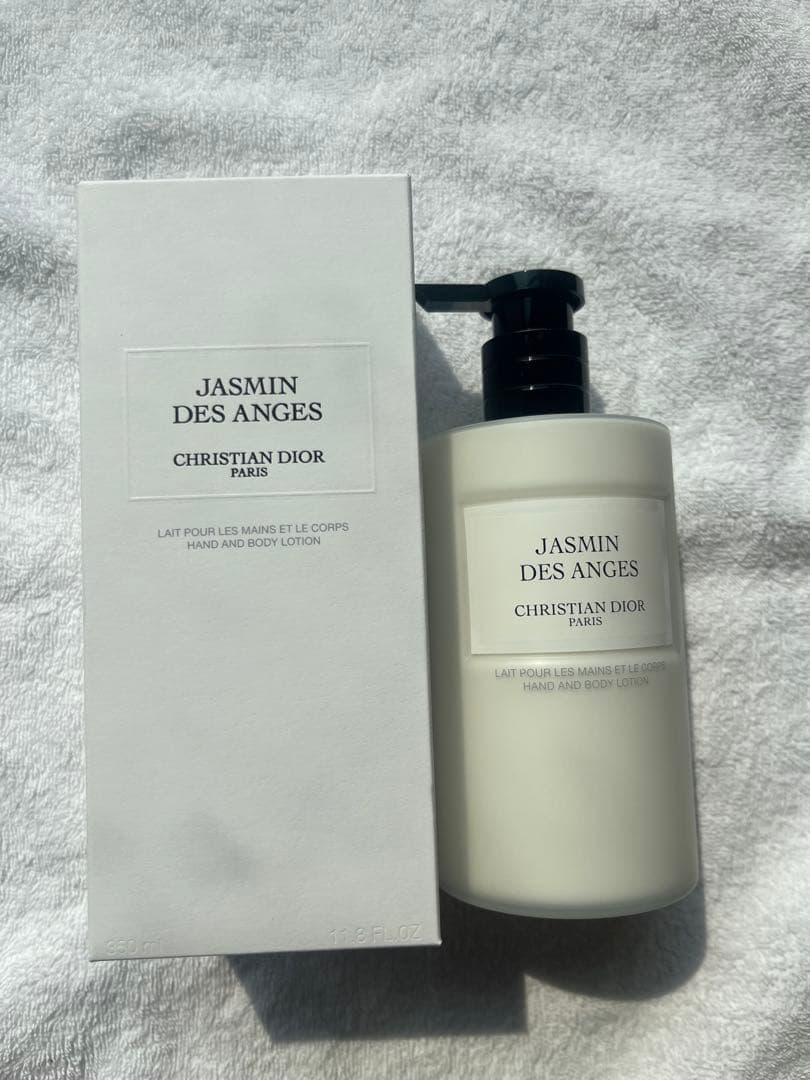 JASMIN
DES ANGES
CHRISTIAN DIOR
PARIS
LAIT POUR LES MAINS ET LE CORPS
HAND AND BODY LOTION
350 ml
11.8 FL.OZ
JASMIN
DES ANGES
CHRISTIAN DIOR
PARIS
LAIT POUR LES MAINS ET LE CORPS
HAND AND BODY LOTION